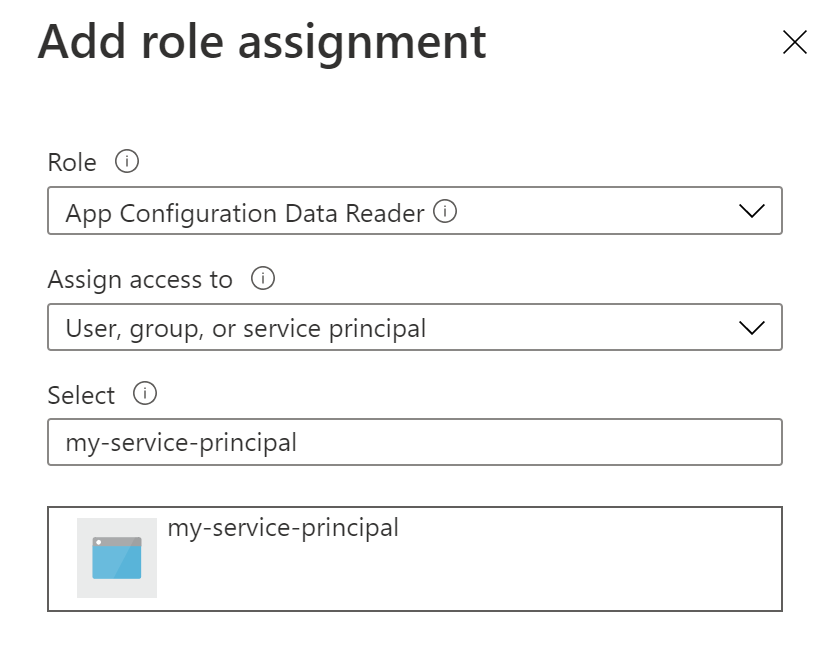 Add role assignment
Role
App Configuration Data Reader
Assign access to
User, group, or service principal
Select
my-service-principal
my-service-principal